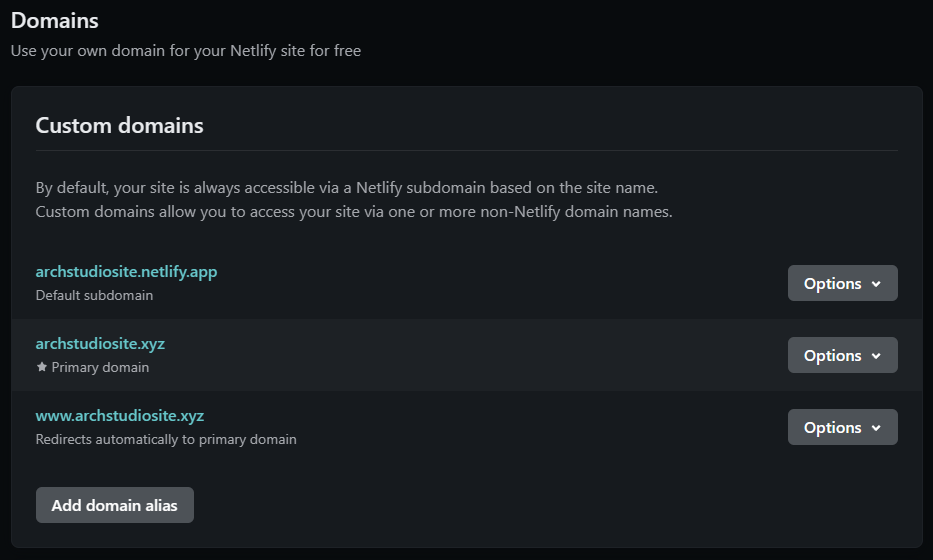 Domains
Use your own domain for your Netlify site for free
Custom domains
By default, your site is always accessible via a Netlify subdomain based on the site name.
Custom domains allow you to access your site via one or more non-Netlify domain names.
archstudiosite.netlify.app
Default subdomain
Options
archstudiosite.xyz
Primary domain
Options
www.archstudiosite.xyz
Redirects automatically to primary domain
Options
Add domain alias